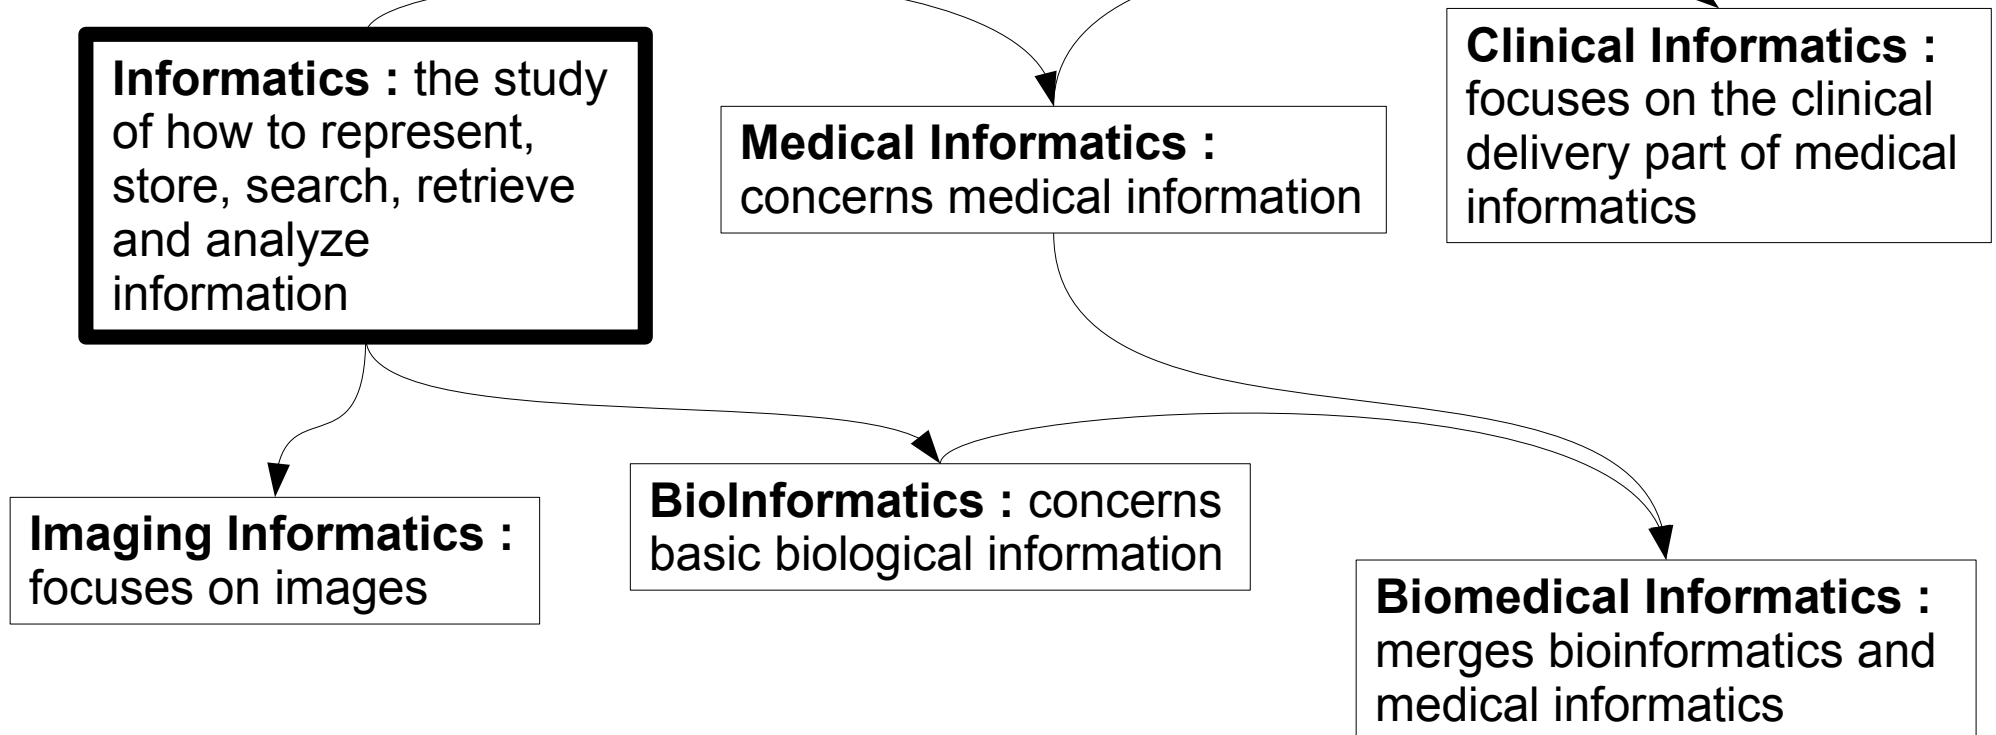 Informatics : the study
of how to represent,
store, search, retrieve
and analyze
information
Medical Informatics :
concerns medical information
Clinical Informatics :
focuses on the clinical
delivery part of medical
informatics
Imaging Informatics :
focuses on images
BioInformatics : concerns
basic biological information
Biomedical Informatics :
merges bioinformatics and
medical informatics